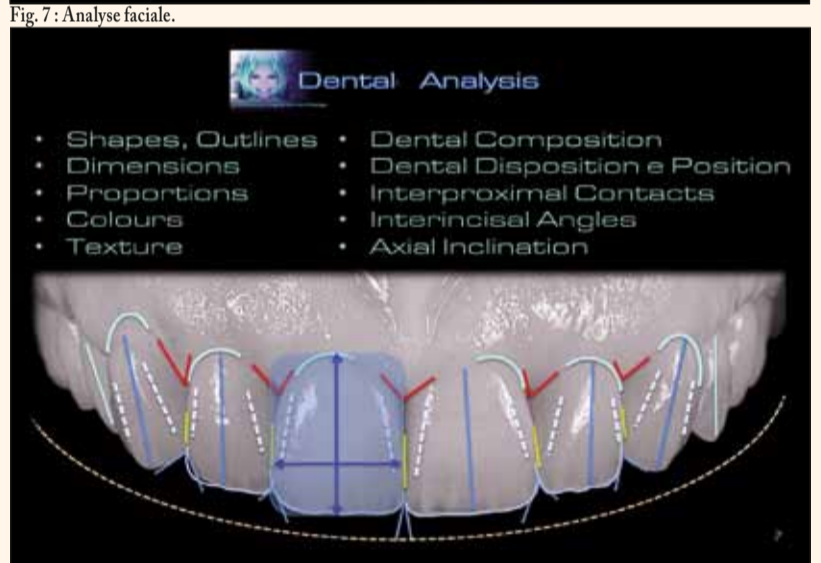 Fig. 7 : Analyse faciale.
Dental Analysis
• Shapes, Outlines
• Dimensions
• Proportions
• Colours
• Texture
• Dental Composition
• Dental Disposition e Position
• Interproximal Contacts
• Interincisal Angles
• Axial Inclination